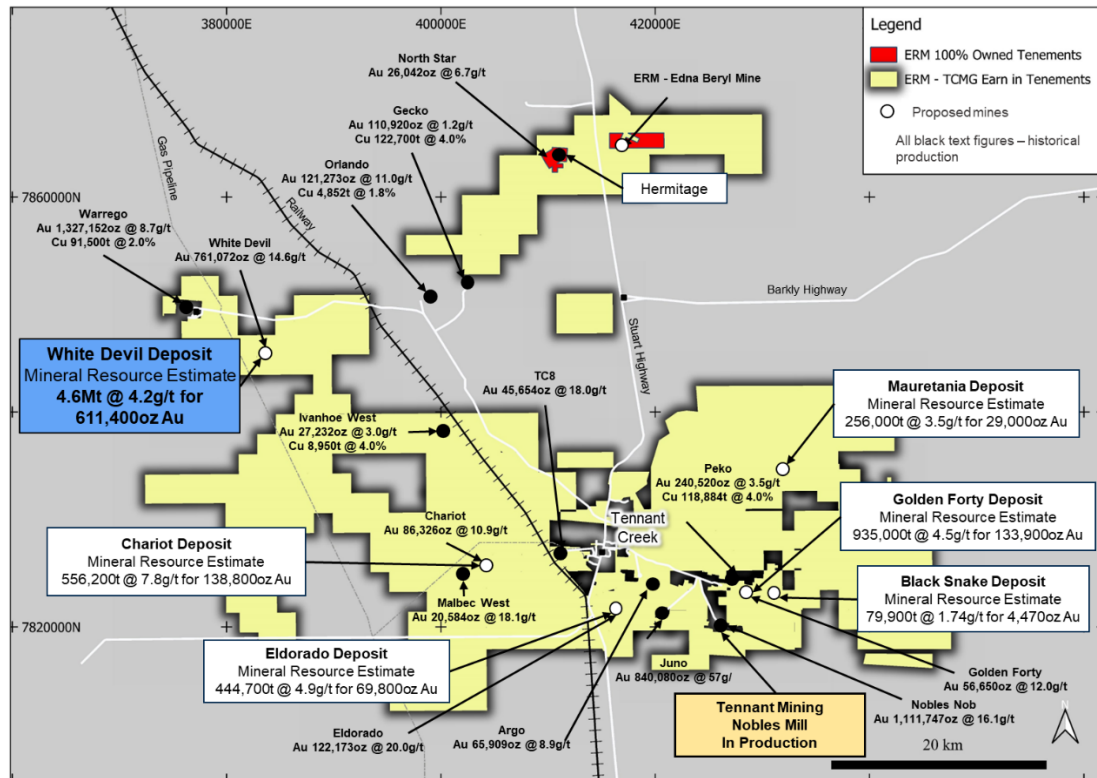 380000E
400000E
420000E
7860000N
7820000N
Legend
ERM 100% Owned Tenements
ERM - TCMG Earn in Tenements
Proposed mines
All black text figures – historical
production
North Star
Au 26,042oz @ 6.7g/t
ERM - Edna Beryl Mine
Gecko
Au 110,920oz @ 1.2g/t
Cu 122,700t @ 4.0%
Orlando
Au 121,273oz @ 11.0g/t
Cu 4,852t @ 1.8%
Hermitage
Gas Pipeline
Railway
Warrego
Au 1,327,152oz @ 8.7g/t
Cu 91,500t @ 2.0%
White Devil
Au 761,072oz @ 14.6g/t
Barkly Highway
Stuart Highway
White Devil Deposit
Mineral Resource Estimate
4.6Mt @ 4.2g/t for
611,400oz Au
TC8
Au 45,654oz @ 18.0g/t
Mauretania Deposit
Mineral Resource Estimate
256,000t @ 3.5g/t for 29,000oz Au
Ivanhoe West
Au 27,232oz @ 3.0g/t
Cu 8,950t @ 4.0%
Peko
Au 240,520oz @ 3.5g/t
Cu 118,884t @ 4.0%
Golden Forty Deposit
Mineral Resource Estimate
935,000t @ 4.5g/t for 133,900oz Au
Tennant
Creek
Chariot
Au 86,326oz @ 10.9g/t
Chariot Deposit
Mineral Resource Estimate
556,200t @ 7.8g/t for 138,800oz Au
Black Snake Deposit
Mineral Resource Estimate
79,900t @ 1.74g/t for 4,470oz Au
Malbec West
Au 20,584oz @ 18.1g/t
Eldorado Deposit
Mineral Resource Estimate
444,700t @ 4.9g/t for 69,800oz Au
Juno
Au 840,080oz @ 57g/
Golden Forty
Au 56,650oz @ 12.0g/t
Tennant Mining
Nobles Mill
In Production
Nobles Nob
Au 1,111,747oz @ 16.1g/t
Eldorado
Au 122,173oz @ 20.0g/t
Argo
Au 65,909oz @ 8.9g/t
N
20 km